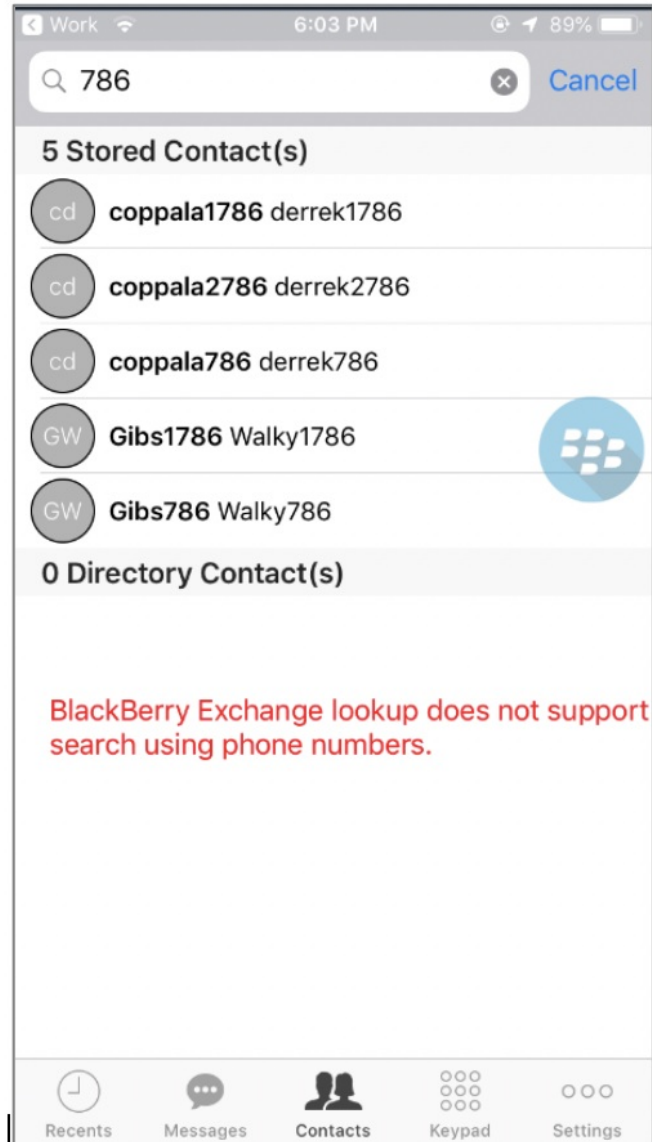 Work 6:03 PM 89%
786 Cancel
5 Stored Contact(s)
cd coppala1786 derrek1786
cd coppala2786 derrek2786
cd coppala786 derrek786
GW Gibs1786 Walky1786
GW Gibs786 Walky786
0 Directory Contact(s)
BlackBerry Exchange lookup does not support
search using phone numbers.
Recents Messages Contacts Keypad Settings